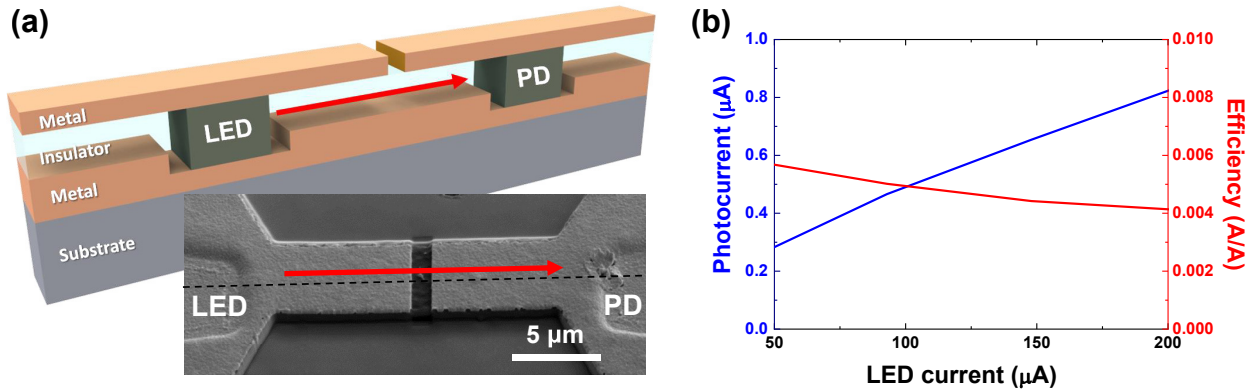 (a)
Metal
Insulator
Metal
Substrate
LED
PD
LED
PD
5 μm
(b)
Photocurrent (μA)
1.0
0.8
0.6
0.4
0.2
0.0
50
100
150
200
LED current (μA)
0.010
0.008
0.006
0.004
0.002
0.000
Efficiency (A/A)